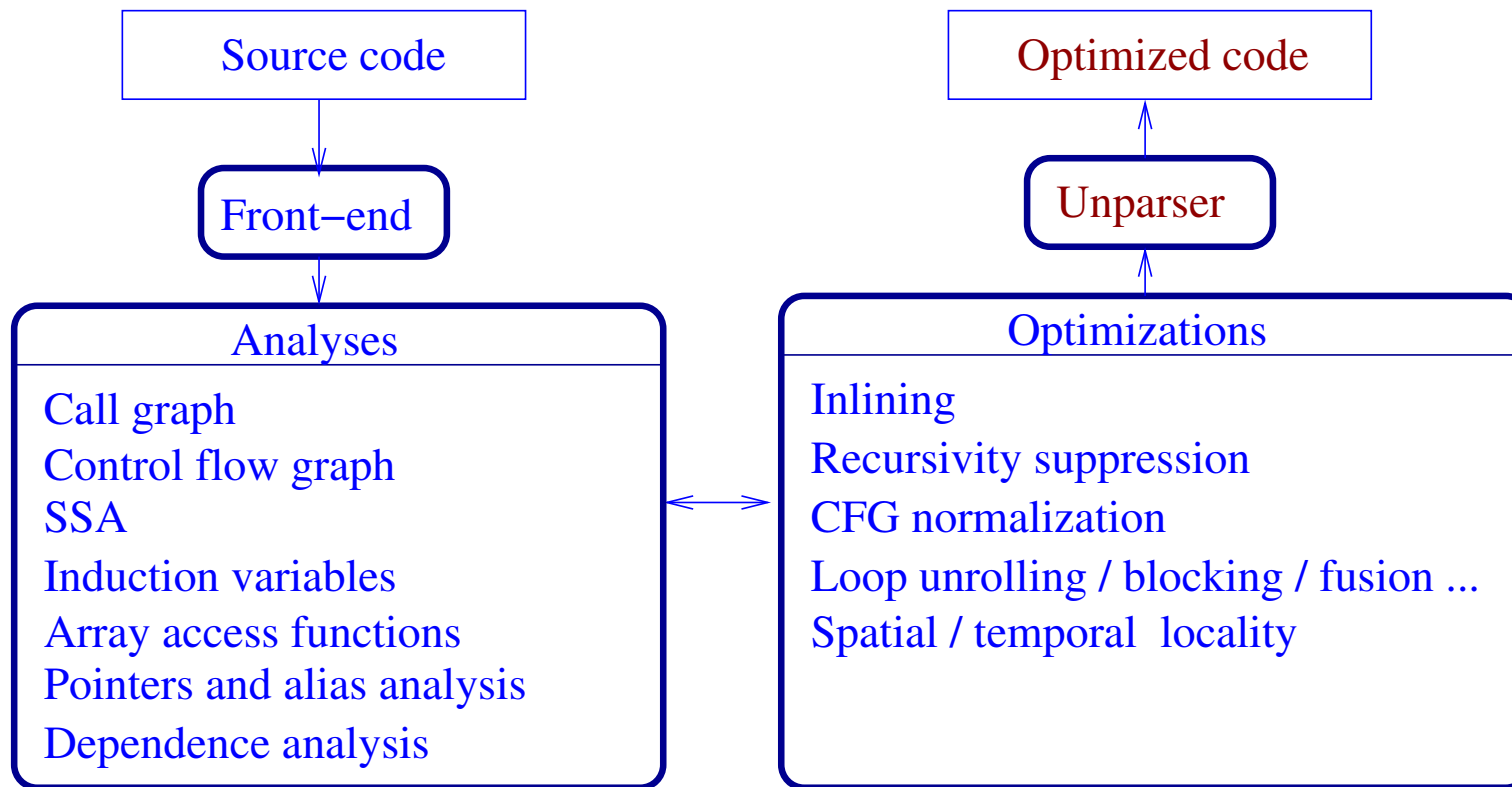 Source code
Front−end
Analyses
Call graph
Control flow graph
SSA
Induction variables
Array access functions
Pointers and alias analysis
Dependence analysis
Optimized code
Unparser
Optimizations
Inlining
Recursivity suppression
CFG normalization
Loop unrolling / blocking / fusion ...
Spatial / temporal locality